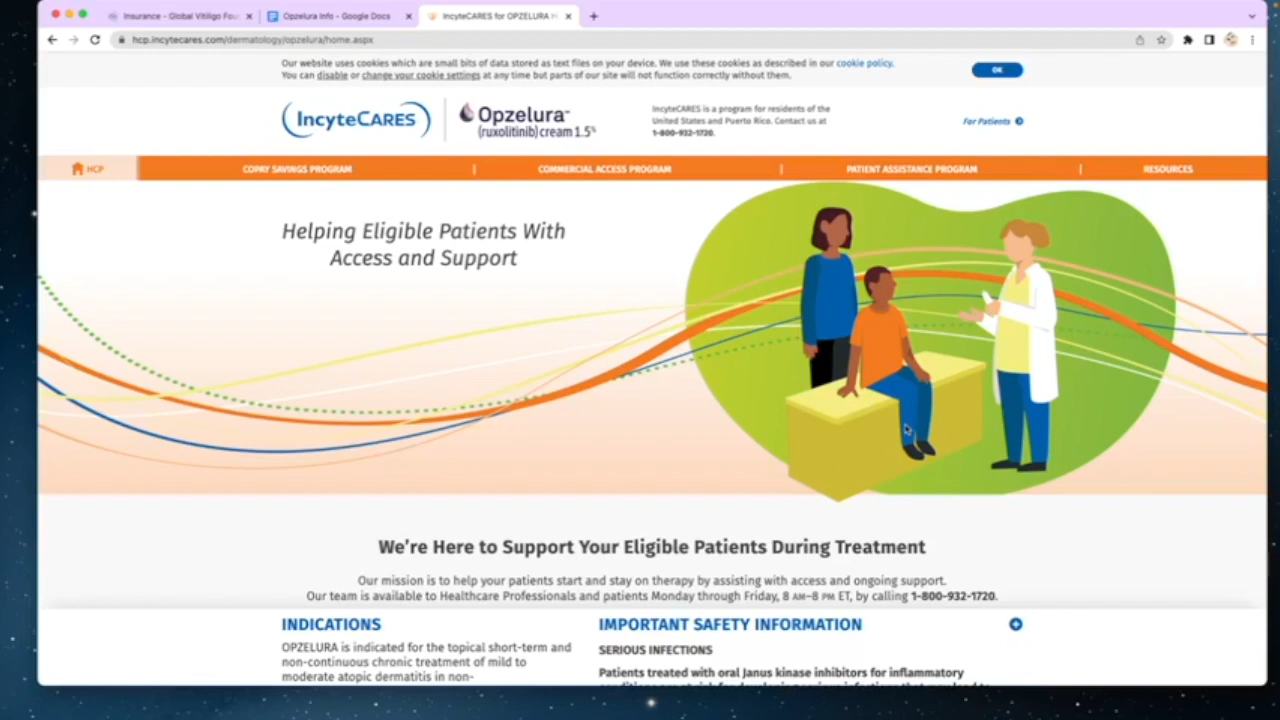 Insurance - Global Vitiligo Fou
Opzelura Info - Google Docs
IncyteCARES for OPZELURA
hcp.incytecares.com/dermatology/opzelura/home.aspx
Our website uses cookies which are small bits of data stored as text files on your device. We use these cookies as described in our cookie policy.
You can disable or change your cookie settings at any time but parts of our site will not function correctly without them.
OK
IncyteCARES
Opzelura™
(ruxolitinib) cream 1.5%
IncyteCARES is a program for residents of the
United States and Puerto Rico. Contact us at
1-800-932-1720.
For Patients
HCP
COPAY SAVINGS PROGRAM
COMMERCIAL ACCESS PROGRAM
PATIENT ASSISTANCE PROGRAM
RESOURCES
Helping Eligible Patients With
Access and Support
We're Here to Support Your Eligible Patients During Treatment
Our mission is to help your patients start and stay on therapy by assisting with access and ongoing support.
Our team is available to Healthcare Professionals and patients Monday through Friday, 8 AM–8 PM ET, by calling 1-800-932-1720.
INDICATIONS
OPZELURA is indicated for the topical short-term and
non-continuous chronic treatment of mild to
moderate atopic dermatitis in non-
IMPORTANT SAFETY INFORMATION
SERIOUS INFECTIONS
Patients treated with oral Janus kinase inhibitors for inflammatory